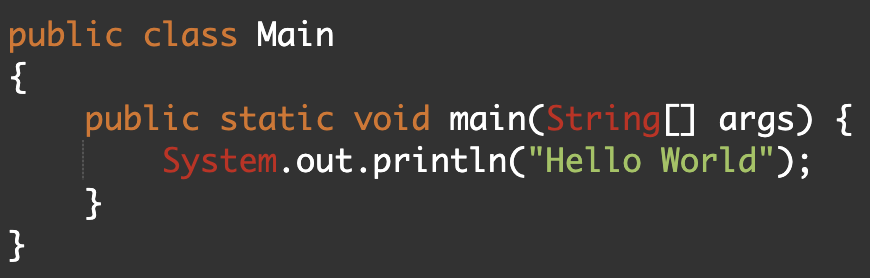 public class Main
{
    public static void main(String[] args) {
        System.out.println("Hello World");
    }
}